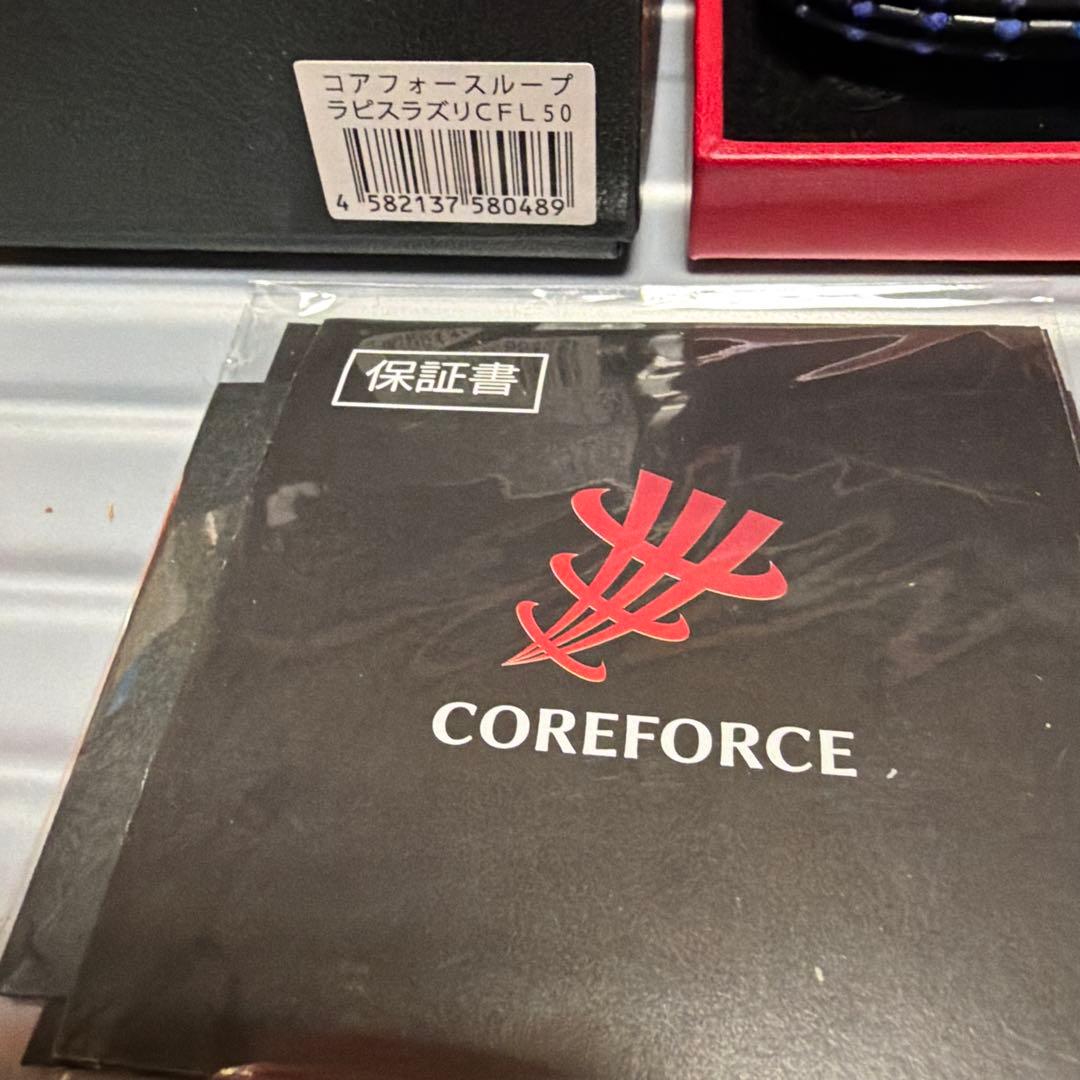 コアフォースループ
ラピスラズリCFL50
4 582137 580489
保証書
COREFORCE